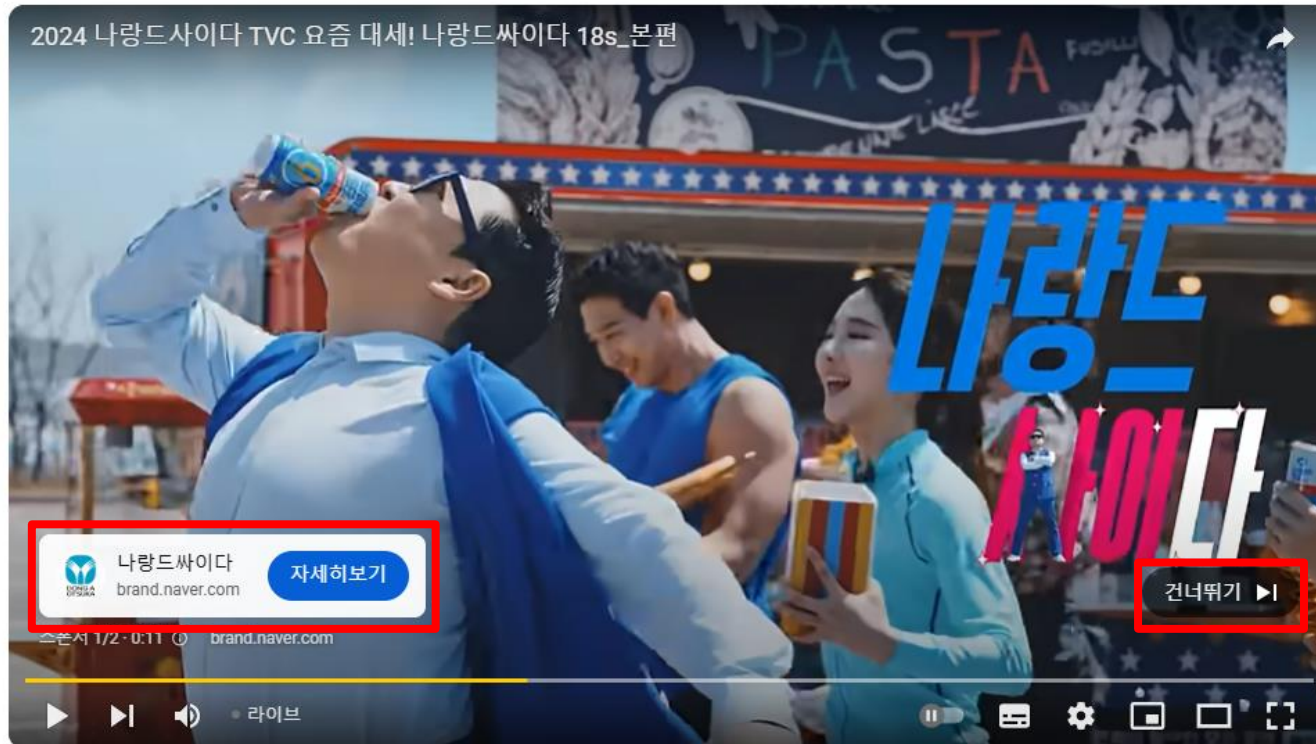 2024 나랑드사이다 TVC 요즘 대세! 나랑드싸이다 18s_본편
PASTA
FUSILLI
나랑드
사이다
나랑드싸이다
brand.naver.com
자세히보기
DONG-A
OTSUKA
건너뛰기
스폰서 1/2 · 0:11
brand.naver.com
라이브